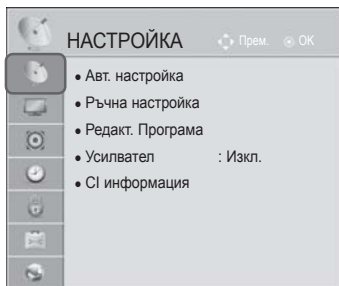 НАСТРОЙКА Прем. OK
• Авт. настройка
• Ръчна настройка
• Редакт. Програма
• Усилвател : Изкл.
• CI информация